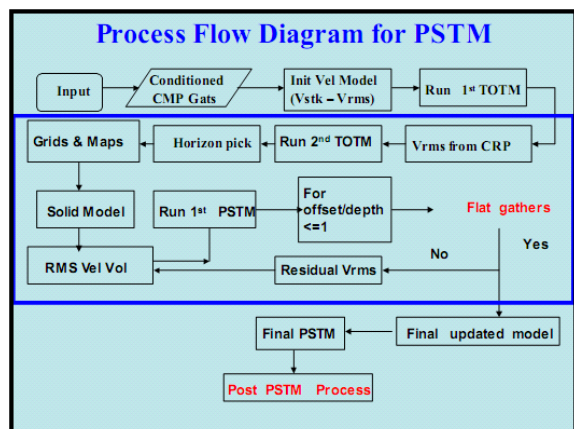 Process Flow Diagram for PSTM
Input
Conditioned
CMP Gats
Init Vel Model
(Vstk – Vrms)
Run 1st TOTM
Grids & Maps
Horizon pick
Run 2nd TOTM
Vrms from CRP
Solid Model
Run 1st PSTM
For
offset/depth
<=1
Flat gathers
Yes
No
RMS Vel Vol
Residual Vrms
Final PSTM
Final updated model
Post PSTM Process